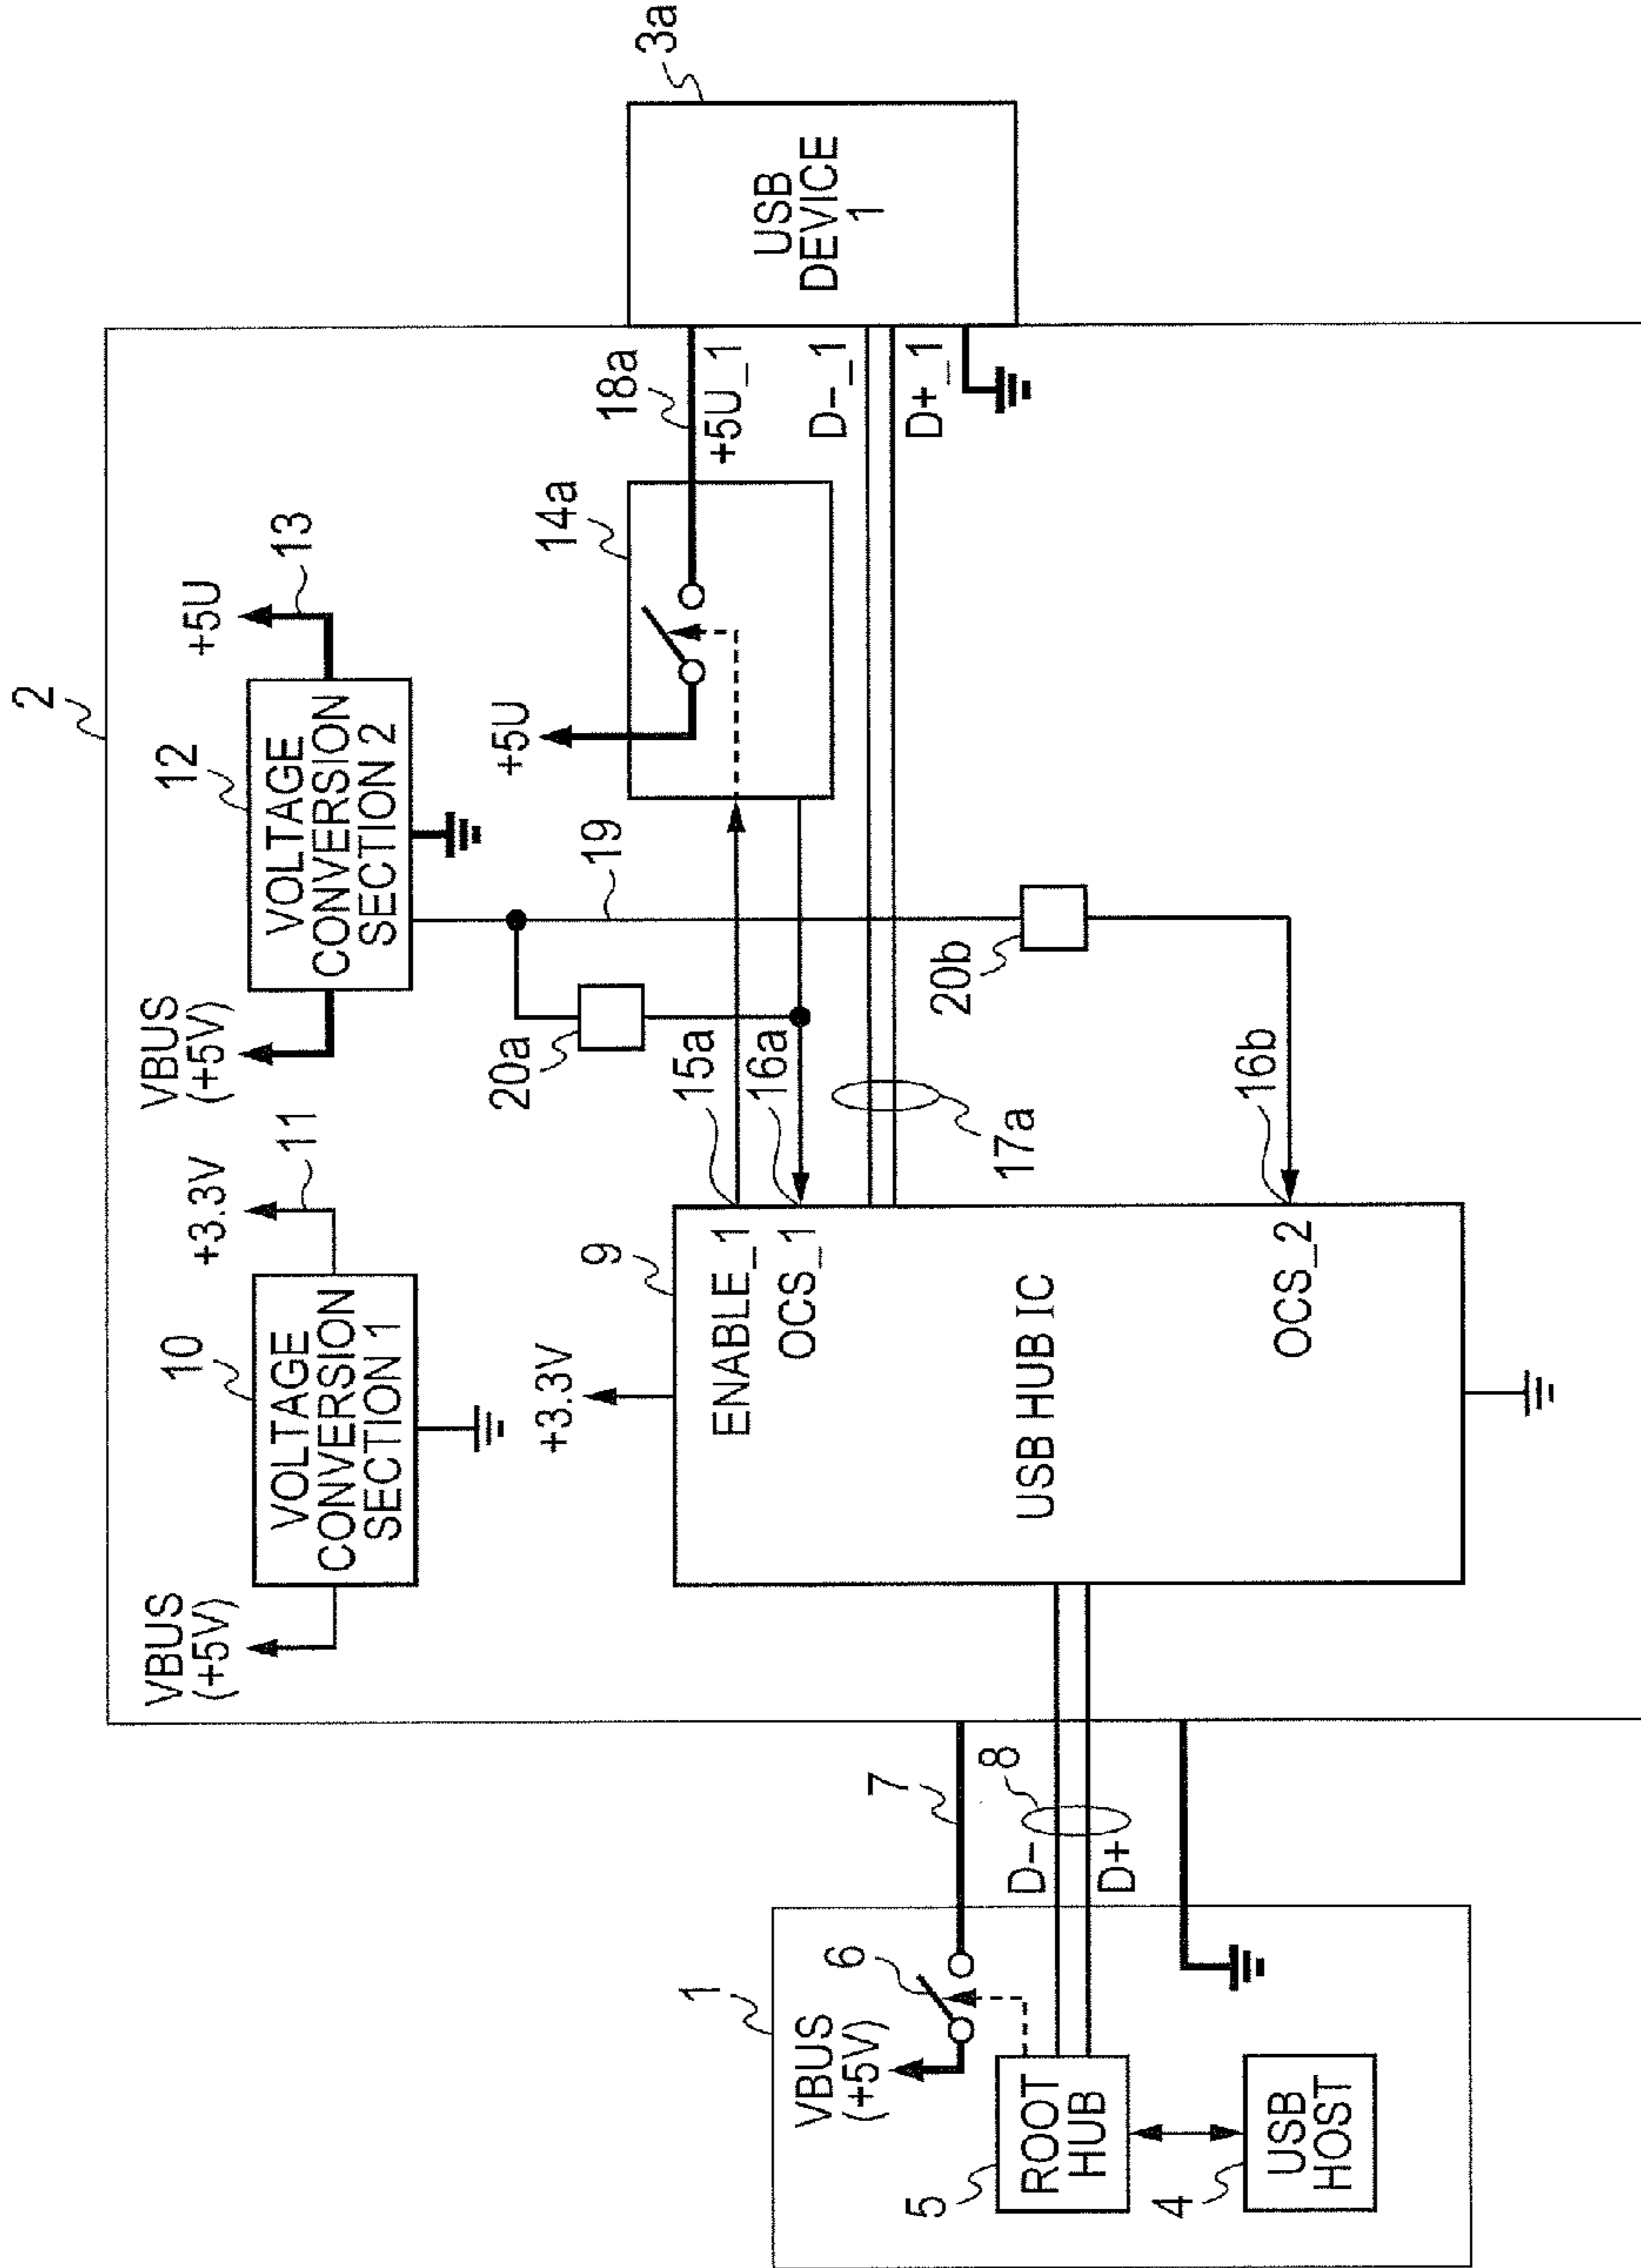 2
VBUS
(+5V)
10
VOLTAGE
CONVERSION
SECTION 1
+3.3V
11
VBUS
(+5V)
12
VOLTAGE
CONVERSION
SECTION 2
+5U
13
1
VBUS
(+5V)
6
7
5
ROOT
HUB
4
USB
HOST
D−
8
D+
+3.3V
9
ENABLE_1
OCS_1
USB HUB IC
OCS_2
15a
16a
17a
16b
20a
19
20b
+5U
14a
18a
+5U_1
D−_1
D+_1
3a
USB
DEVICE
1